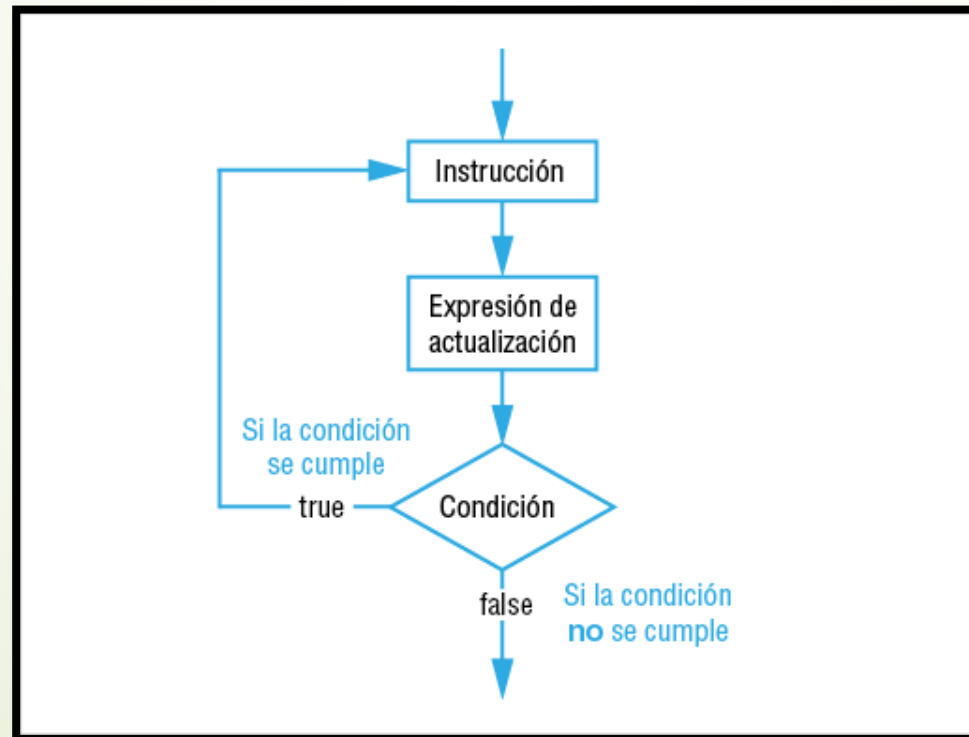 Instrucción
Expresión de
actualización
Si la condición
se cumple
true
Condición
false
Si la condición
no se cumple